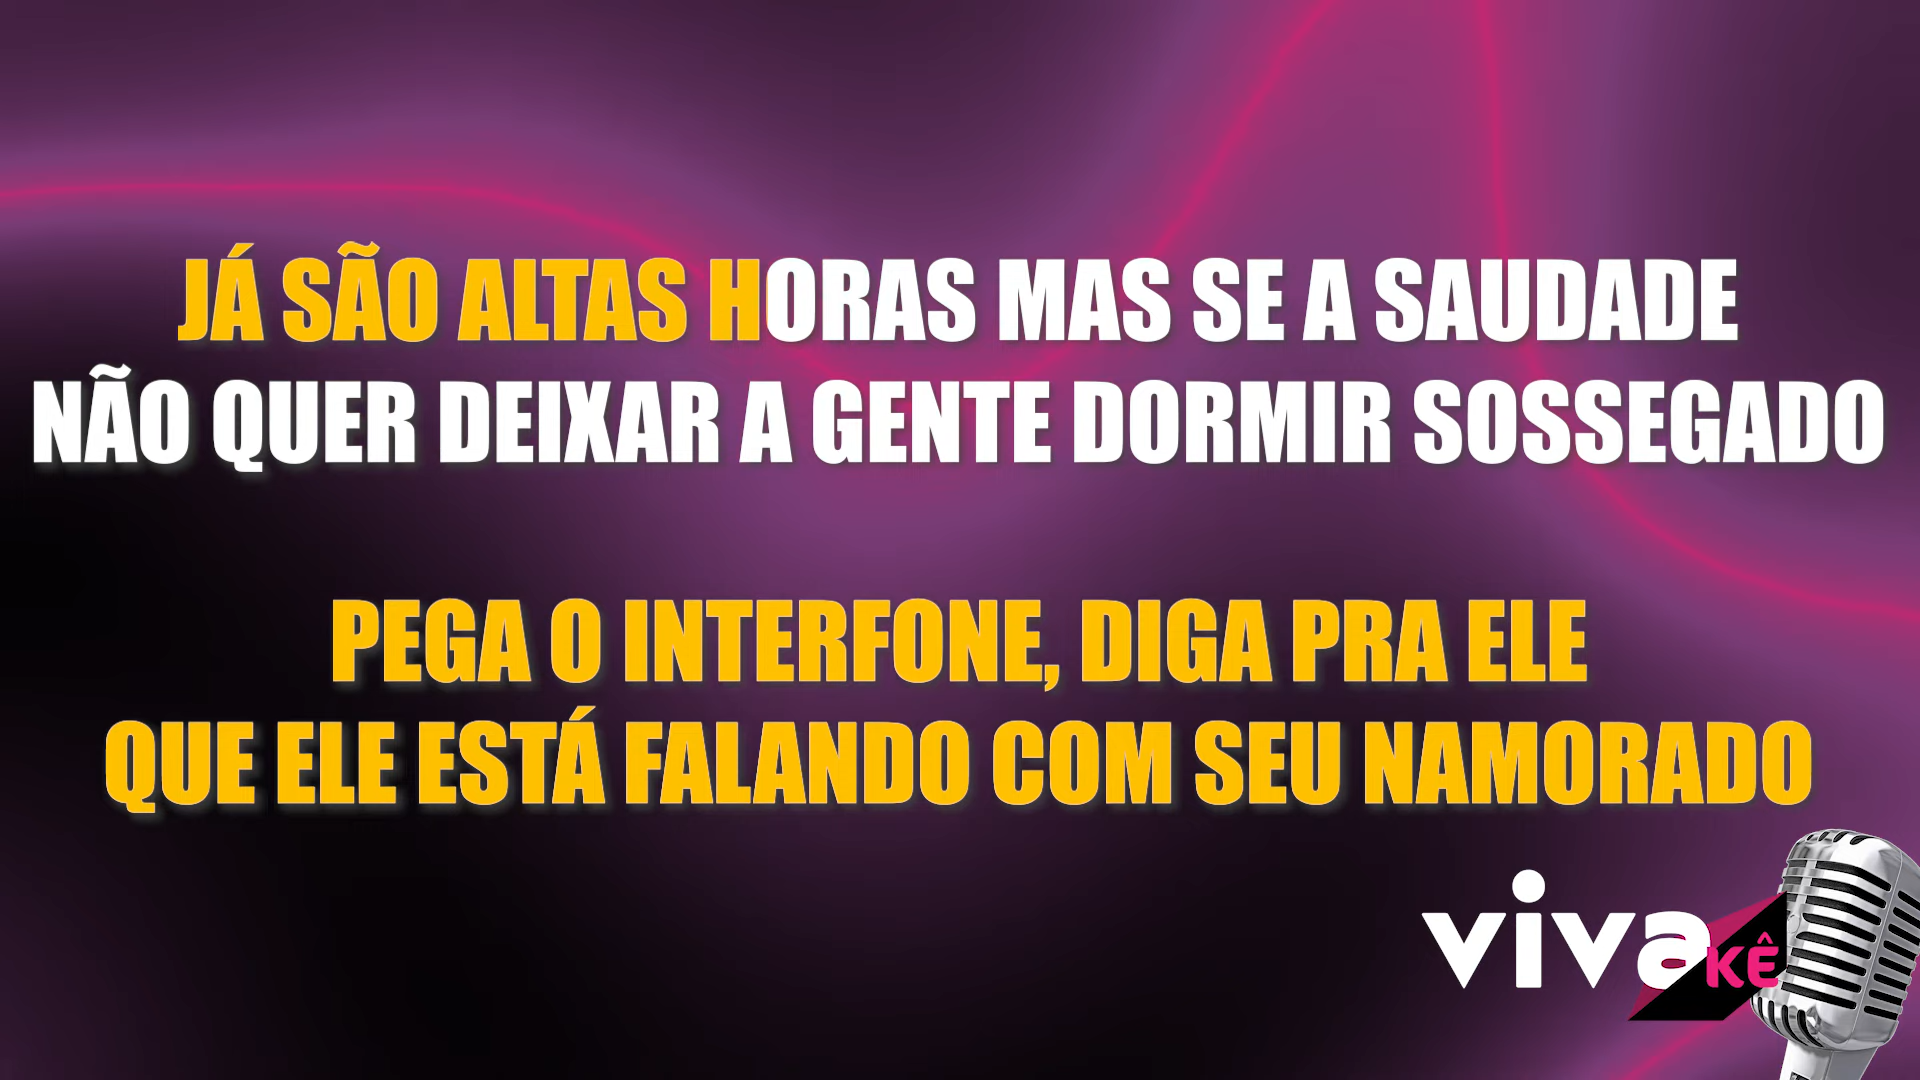 JÁ SÃO ALTAS HORAS MAS SE A SAUDADE
NÃO QUER DEIXAR A GENTE DORMIR SOSSEGADO
PEGA O INTERFONE, DIGA PRA ELE
QUE ELE ESTÁ FALANDO COM SEU NAMORADO
viva KÊ